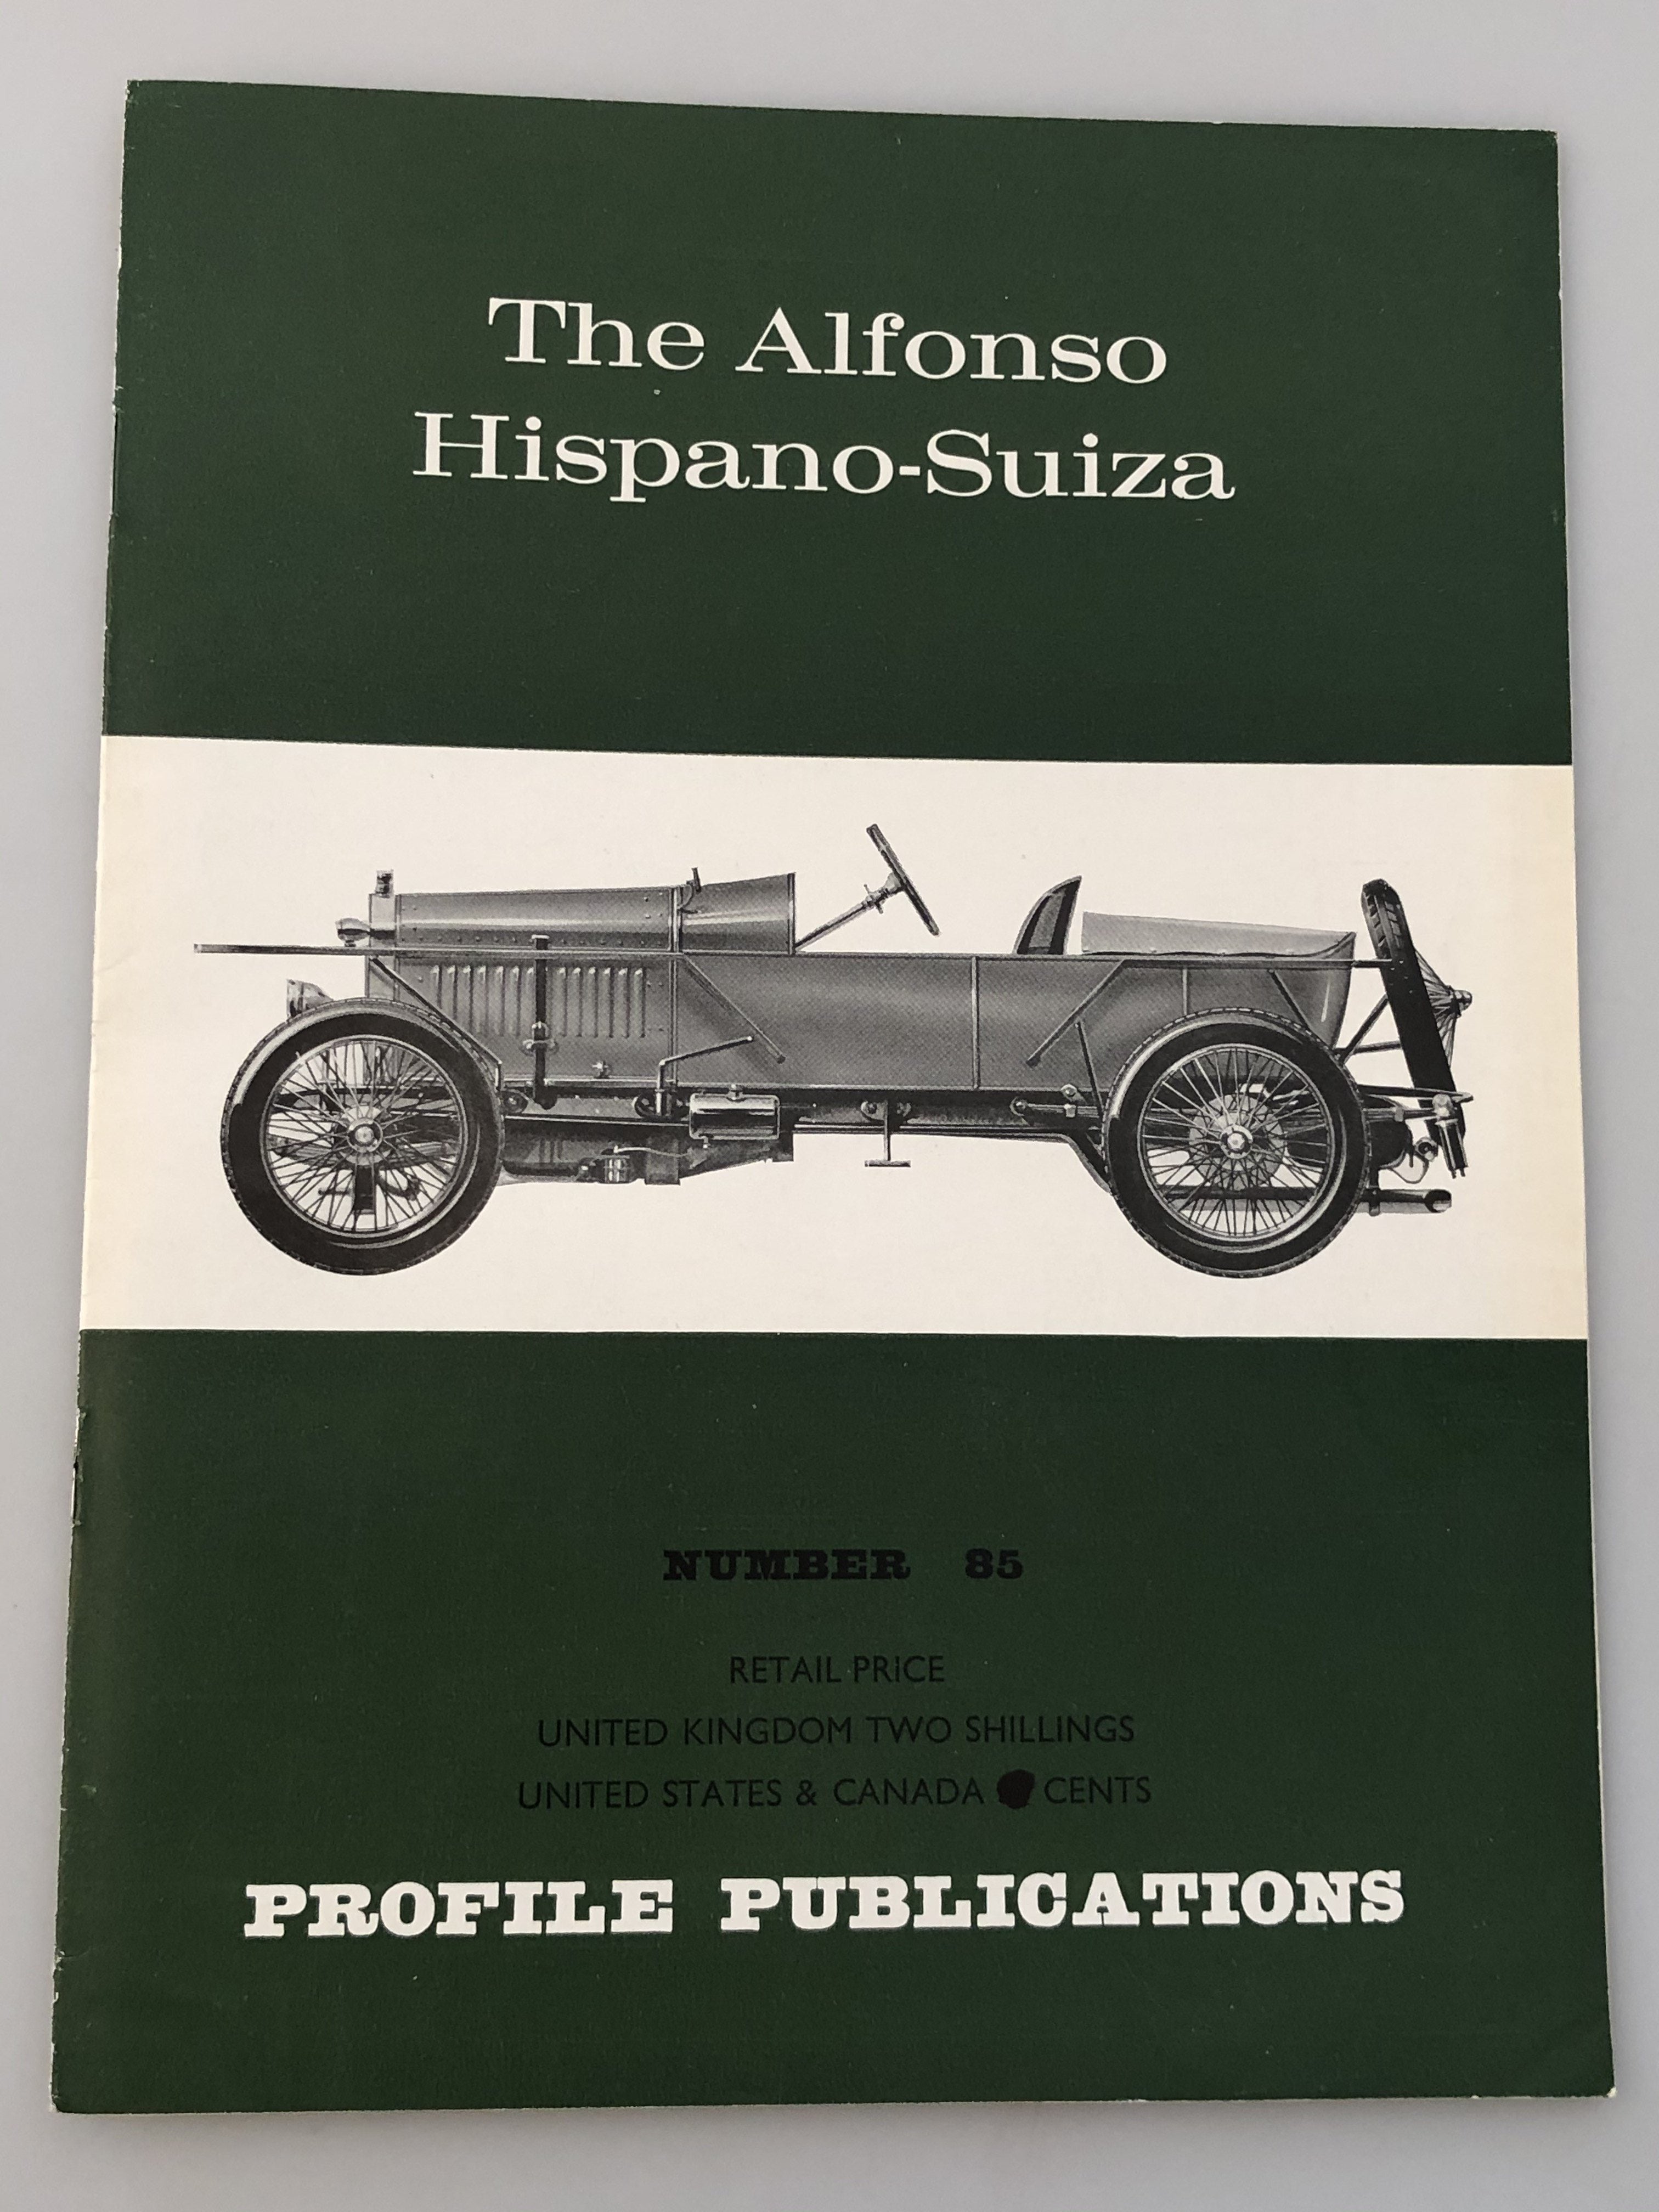 The Alfonso
Hispano-Suiza
NUMBER 85
RETAIL PRICE
UNITED KINGDOM TWO SHILLINGS
UNITED STATES & CANADA CENTS
PROFILE PUBLICATIONS